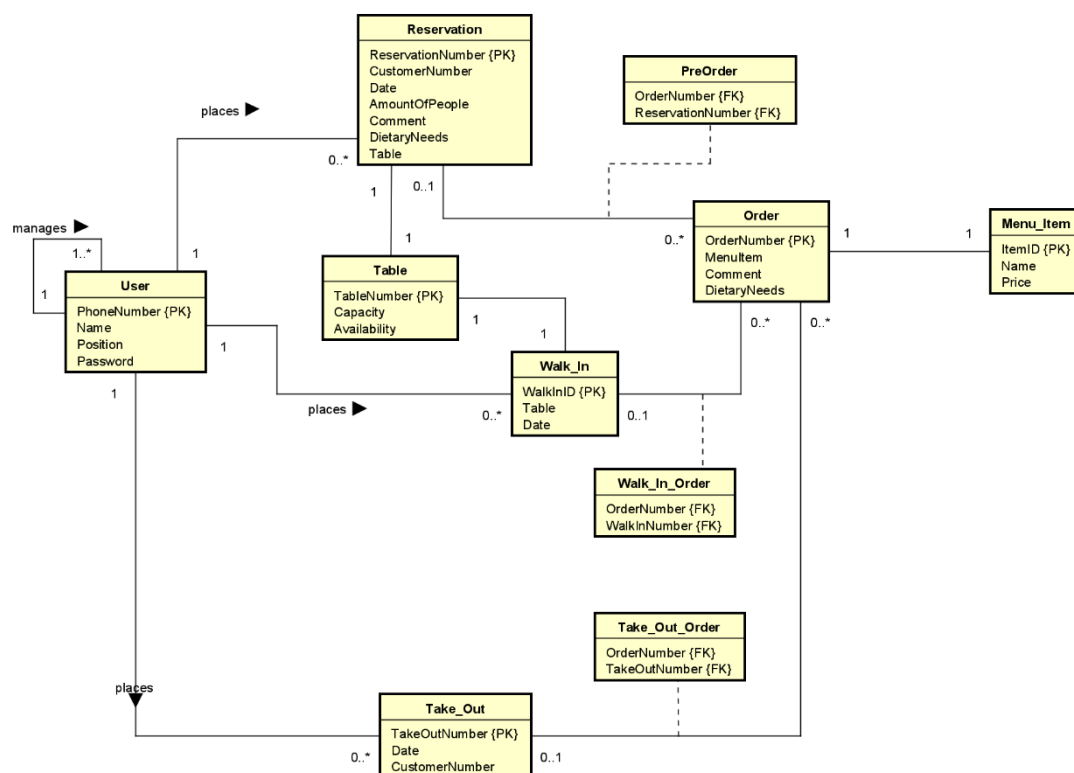 Reservation
ReservationNumber {PK}
CustomerNumber
Date
AmountOfPeople
Comment
DietaryNeeds
Table
PreOrder
OrderNumber {FK}
ReservationNumber {FK}
places
0..*
1
0..1
manages
1..*
1
1
User
PhoneNumber {PK}
Name
Position
Password
1
1
1
Table
TableNumber {PK}
Capacity
Availability
1
1
0..*
Order
OrderNumber {PK}
MenuItem
Comment
DietaryNeeds
1
1
Menu_Item
ItemID {PK}
Name
Price
0..*
0..*
Walk_In
WalkInID {PK}
Table
Date
places
0..*
0..1
Walk_In_Order
OrderNumber {FK}
WalkInNumber {FK}
Take_Out_Order
OrderNumber {FK}
TakeOutNumber {FK}
places
0..*
Take_Out
TakeOutNumber {PK}
Date
CustomerNumber
0..1